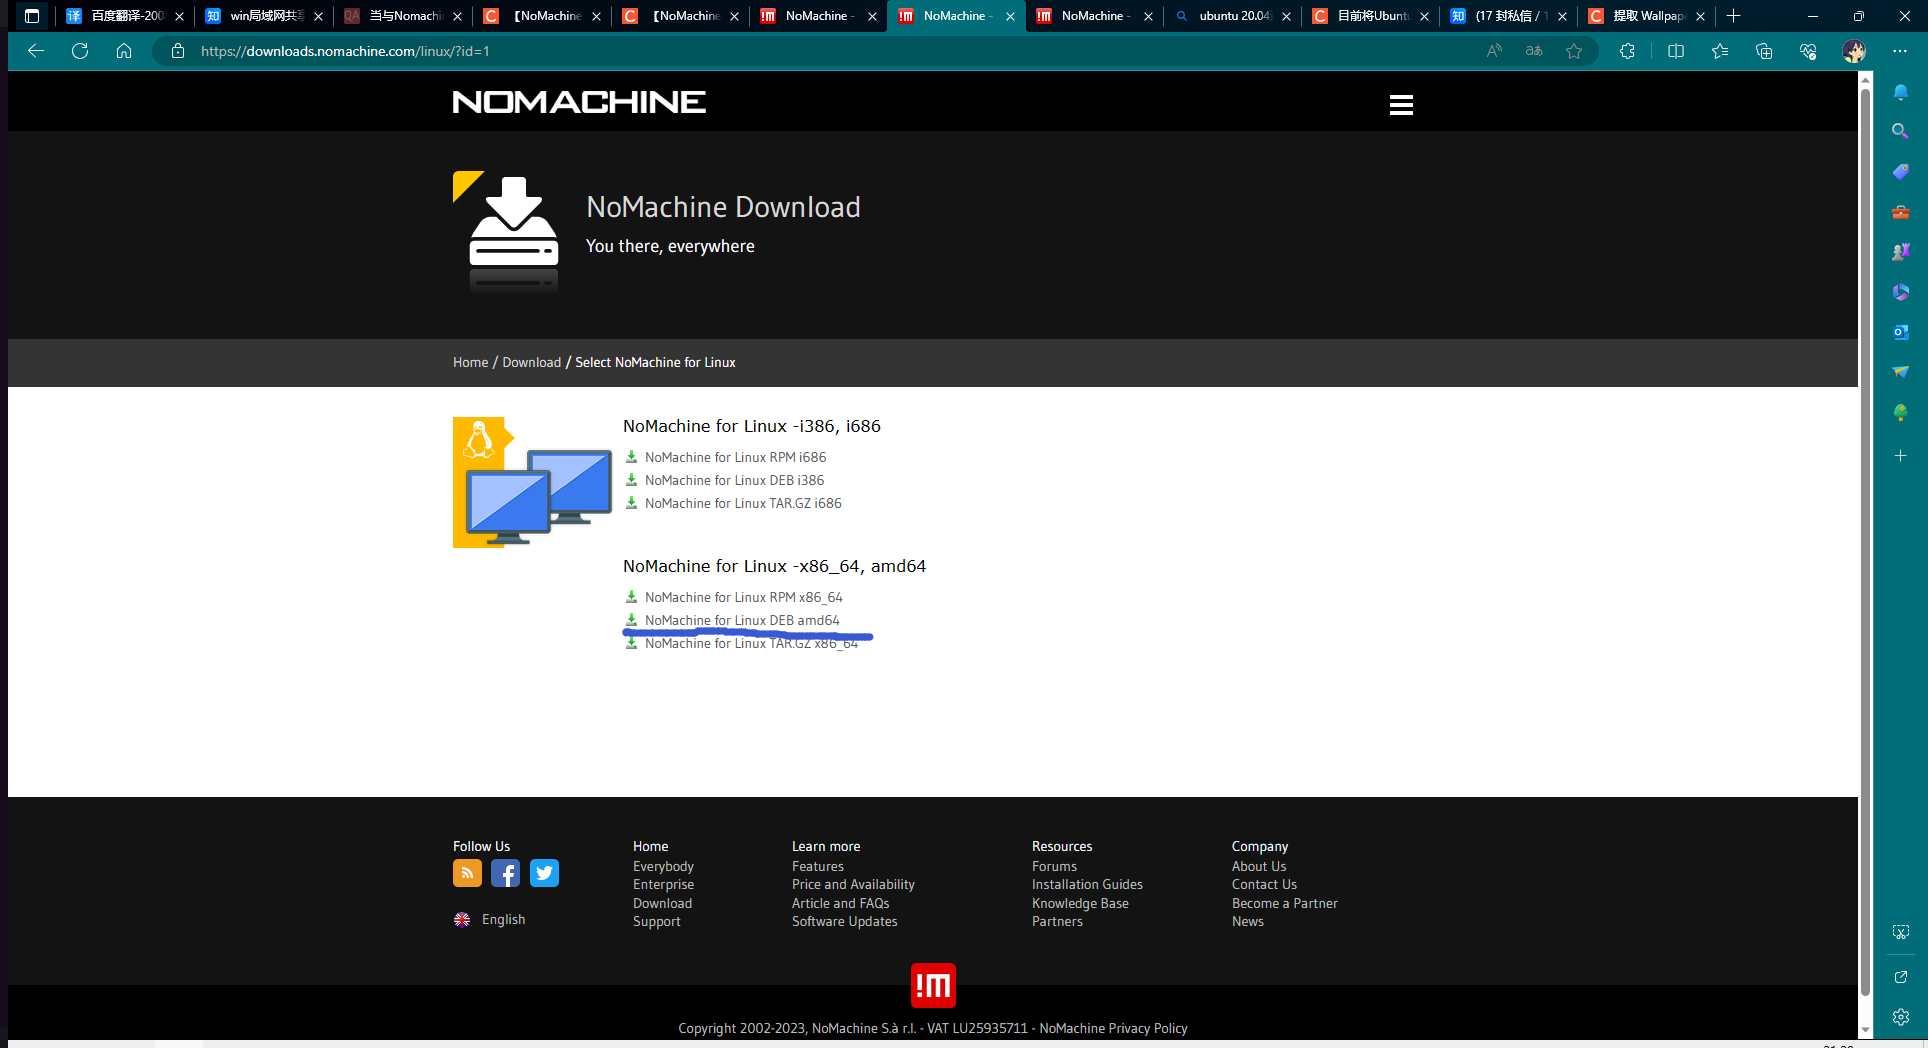 百度翻译-200
win局域网共享
QA 当与Nomachi
C 【NoMachine
C 【NoMachine
!M NoMachine -
!M NoMachine -
!M NoMachine -
ubuntu 20.04
C 目前将Ubuntu
知 (17 封私信 /
C 提取 Wallpap
https://downloads.nomachine.com/linux/?id=1
NOMACHINE
NoMachine Download
You there, everywhere
Home / Download / Select NoMachine for Linux
NoMachine for Linux -i386, i686
NoMachine for Linux RPM i686
NoMachine for Linux DEB i386
NoMachine for Linux TAR.GZ i686
NoMachine for Linux -x86_64, amd64
NoMachine for Linux RPM x86_64
NoMachine for Linux DEB amd64
NoMachine for Linux TAR.GZ x86_64
Follow Us
English
Home
Everybody
Enterprise
Download
Support
Learn more
Features
Price and Availability
Article and FAQs
Software Updates
Resources
Forums
Installation Guides
Knowledge Base
Partners
Company
About Us
Contact Us
Become a Partner
News
!M
Copyright 2002-2023, NoMachine S.à r.l. - VAT LU25935711 - NoMachine Privacy Policy